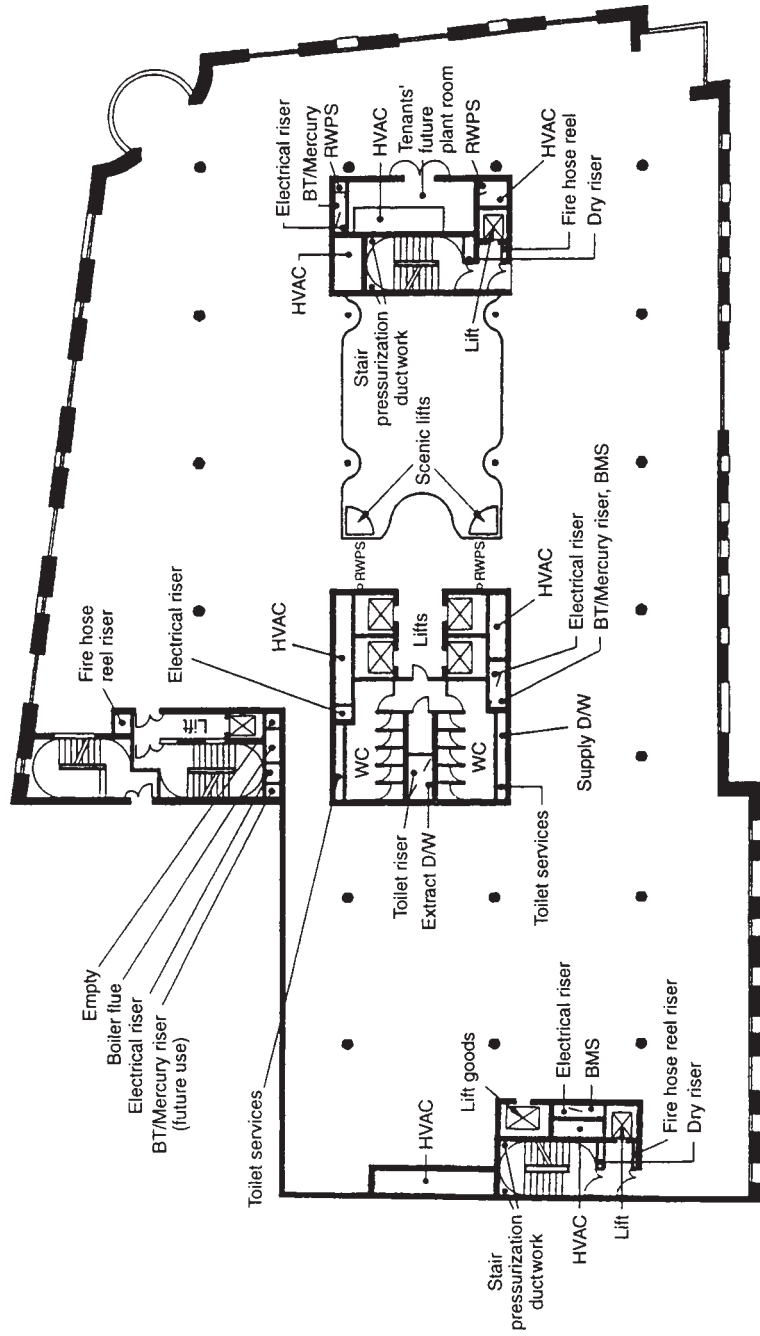 Empty
Boiler flue
Electrical riser
BT/Mercury riser
(future use)
Toilet services
Fire hose
reel riser
Electrical riser
HVAC
Lift
HVAC
Electrical riser
BT/Mercury
RWPS
HVAC
Tenants'
future
plant room
RWPS
HVAC
Fire hose reel
Dry riser
Lift
Stair
pressurization
ductwork
Scenic lifts
RWPS
RWPS
Lifts
WC
WC
HVAC
Electrical riser
BT/Mercury riser, BMS
Supply D/W
Toilet services
Toilet riser
Extract D/W
HVAC
Lift goods
Electrical riser
BMS
Fire hose reel riser
Dry riser
Stair
pressurization
ductwork
HVAC
Lift